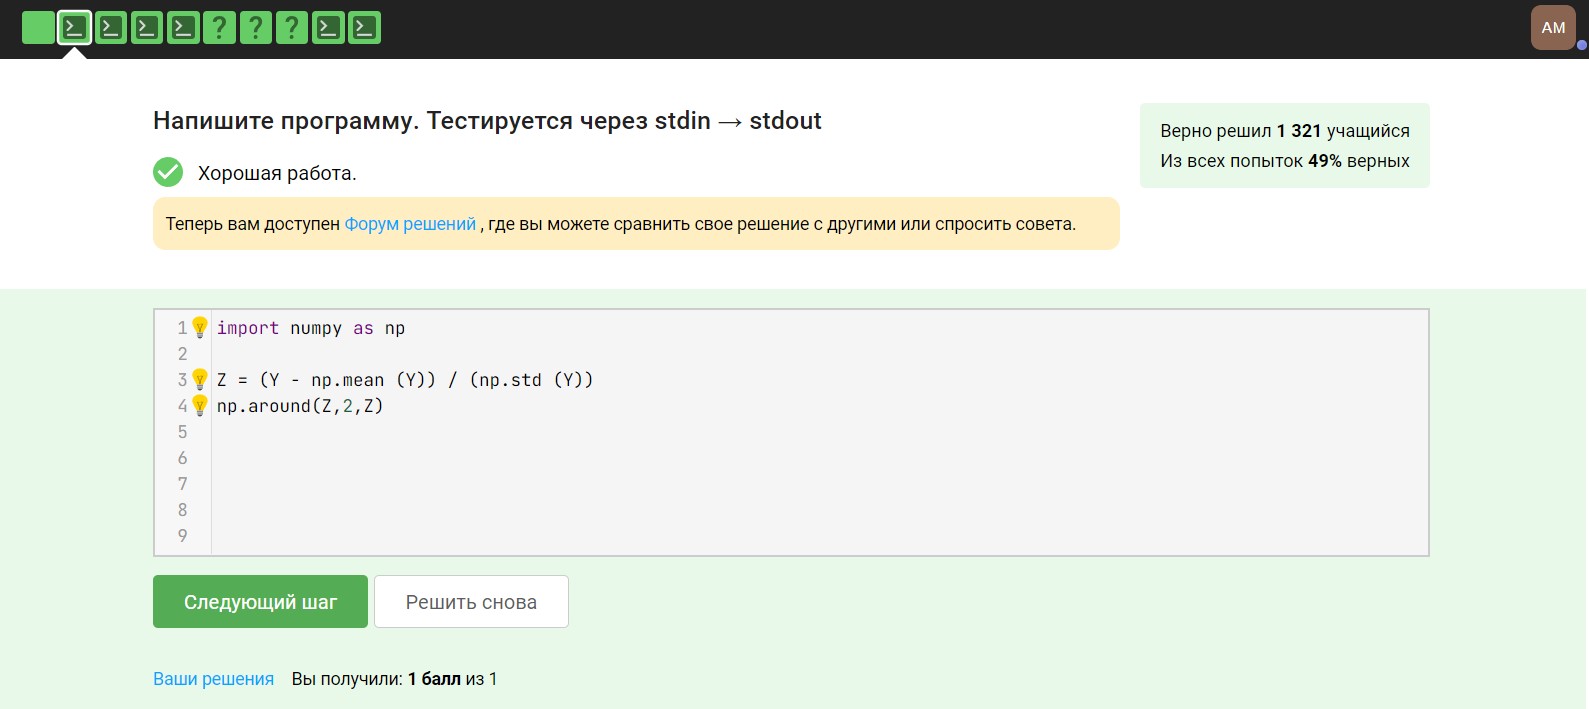 AM
Напишите программу. Тестируется через stdin → stdout
Верно решил 1 321 учащийся
Из всех попыток 49% верных
Хорошая работа.
Теперь вам доступен Форум решений , где вы можете сравнить свое решение с другими или спросить совета.
1 import numpy as np
2
3 Z = (Y - np.mean (Y)) / (np.std (Y))
4 np.around(Z,2,Z)
5
6
7
8
9
Следующий шаг Решить снова
Ваши решения Вы получили: 1 балл из 1